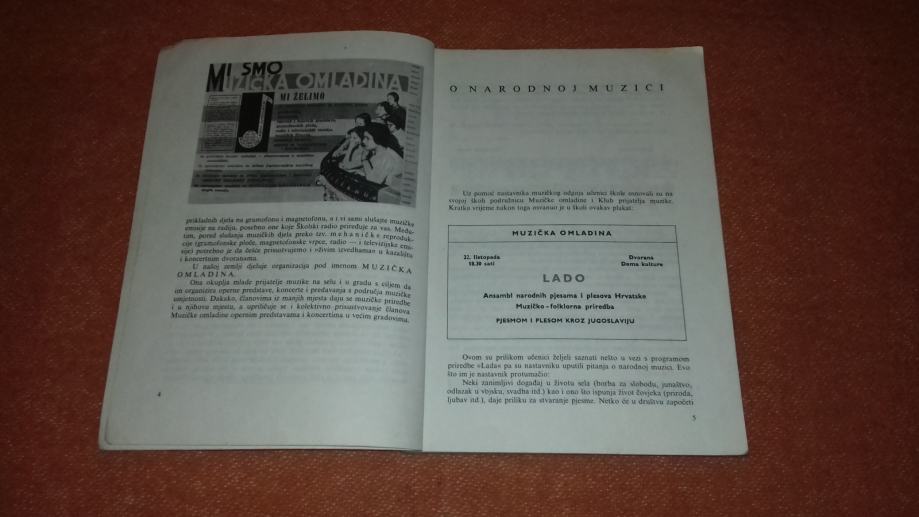 MI SMO
MUZIČKA OMLADINA
MI ŽELIMO
prikladnih djela na gramofonu i magnetofonu, a i vi sami slušajte muzičke
emisije na radiju, posebno one koje Školski radio priređuje za vas. Među-
tim, pored slušanja muzičkih djela preko tzv. mehaničke reproduk-
cije (gramofonske ploče, magnetofonske vrpce, radio — i televizijske emi-
sije) potrebno je da češće prisustvujemo i »živim izvedbama« u kazalištu
i koncertnim dvoranama.
U našoj zemlji djeluje organizacija pod imenom MUZIČKA
OMLADINA.
Ona okuplja mlade prijatelje muzike na selu i u gradu s ciljem da
im organizira operne predstave, koncerte i predavanja s područja muzičke
umjetnosti. Dakako, članovima iz manjih mjesta daju se muzičke priredbe
i u njihovu mjestu, a upriličuje se i kolektivno prisustvovanje članova
Muzičke omladine opernim predstavama i koncertima u većim gradovima.
4
O NARODNOJ MUZICI
Uz pomoć nastavnika muzičkog odgoja učenici škole osnovali su na
svojoj školi podružnicu Muzičke omladine i Klub prijatelja muzike.
Kratko vrijeme nakon toga osvanuo je u školi ovakav plakat:
MUZIČKA OMLADINA
22. listopada
18.30 sati
Dvorana
Doma kulture
LADO
Ansambl narodnih pjesama i plesova Hrvatske
Muzičko-folklorna priredba
PJESMOM I PLESOM KROZ JUGOSLAVIJU
Ovom su prilikom učenici željeli saznati nešto u vezi s programom
priredbe »Lada« pa su nastavniku uputili pitanja o narodnoj muzici. Evo
što im je nastavnik protumačio:
Neki zanimljivi događaj u životu sela (borba za slobodu, junaštvo,
odlazak u vojsku, svadba itd.) kao i ono što ispunja život čovjeka (priroda,
ljubav itd.), daje priliku za stvaranje pjesme. Netko će u društvu započeti
5